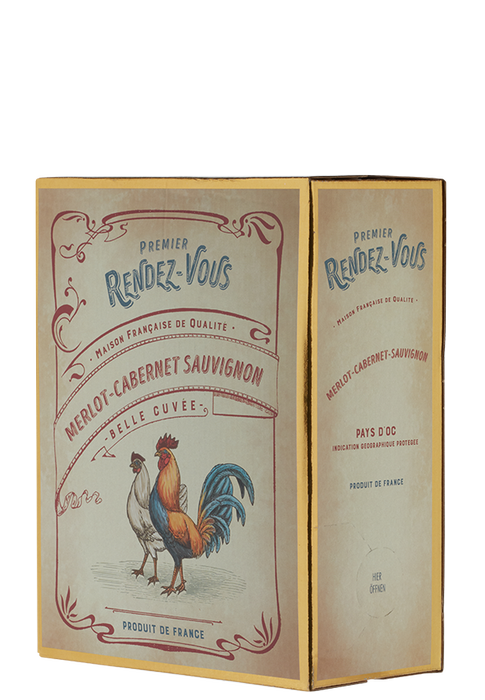 PREMIER
RENDEZ-VOUS
· MAISON FRANÇAISE DE QUALITÉ ·
MERLOT-CABERNET SAUVIGNON
-BELLE CUVÉE-
PRODUIT DE FRANCE
PREMIER
RENDEZ-VOUS
· MAISON FRANÇAISE DE QUALITÉ ·
MERLOT-CABERNET-SAUVIGNON
PAYS D'OC
INDICATION GÉOGRAPHIQUE PROTÉGÉE
PRODUIT DE FRANCE
HIER
ÖFFNEN